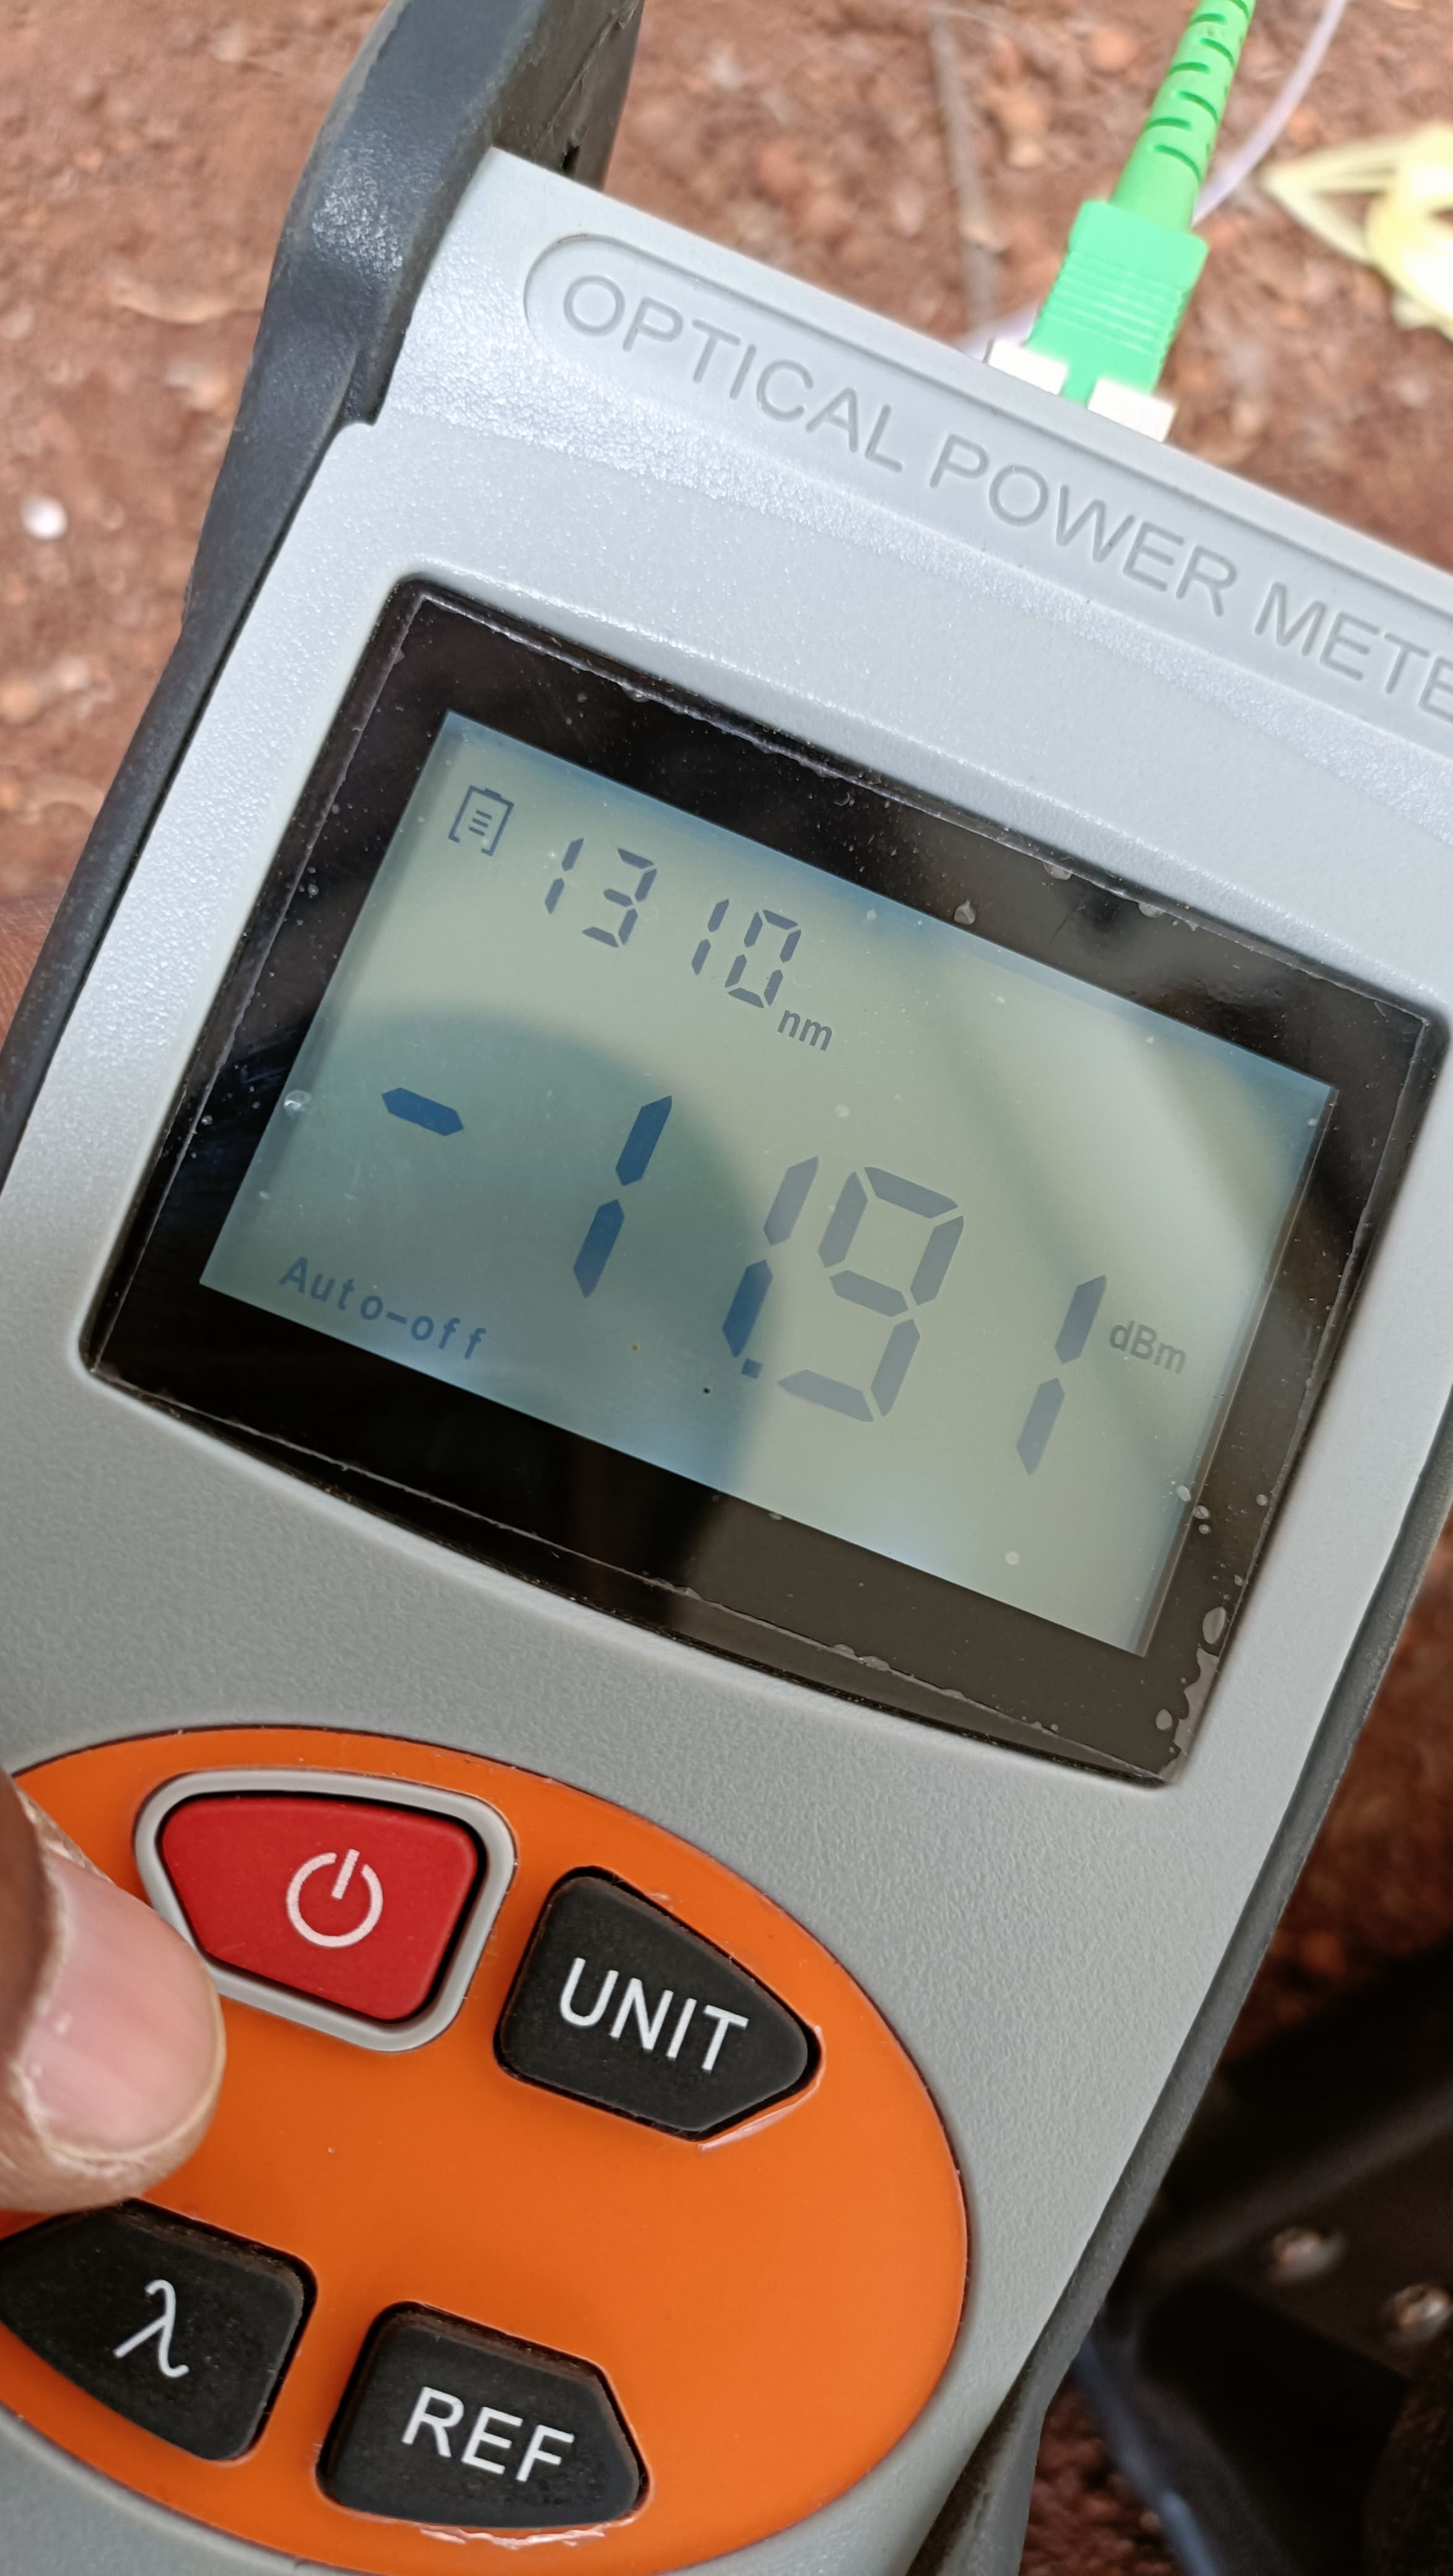 OPTICAL POWER METE
1310 nm
-11.91 dBm
Auto-off
UNIT
λ
REF